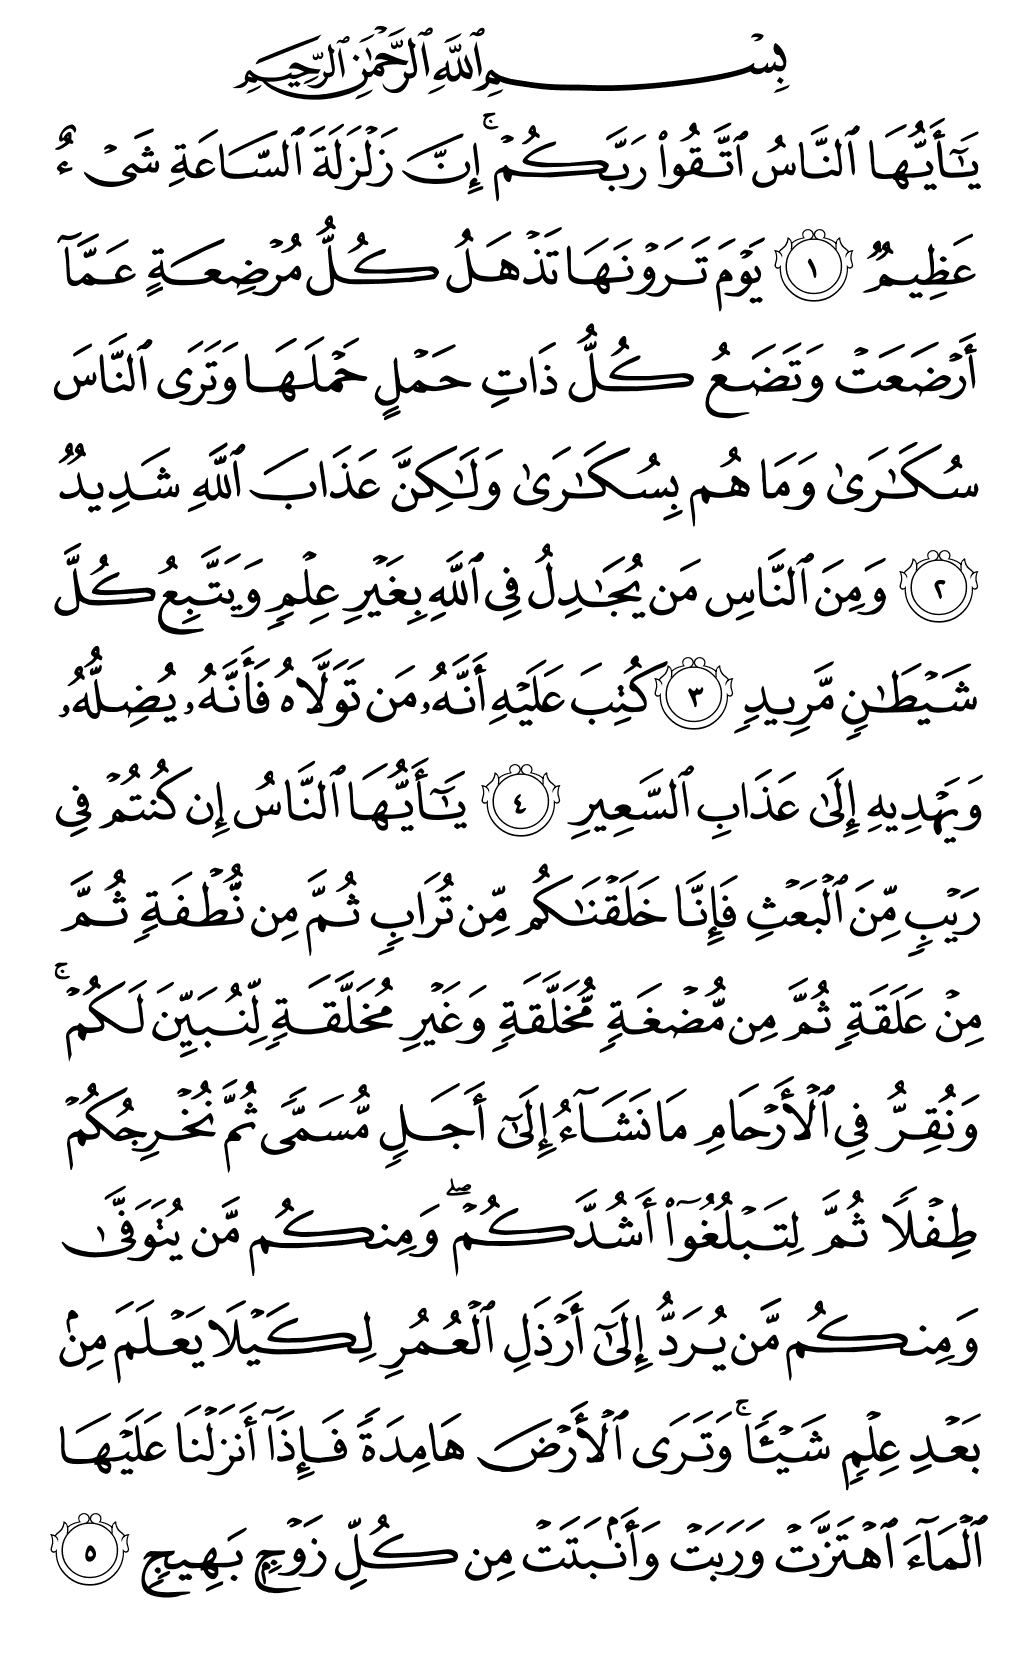 بِسْمِ ٱللَّهِ ٱلرَّحْمَٰنِ ٱلرَّحِيمِ
يَٰٓأَيُّهَا ٱلنَّاسُ ٱتَّقُوا۟ رَبَّكُمْ ۚ إِنَّ زَلْزَلَةَ ٱلسَّاعَةِ شَىْءٌ
عَظِيمٌ ١ يَوْمَ تَرَوْنَهَا تَذْهَلُ كُلُّ مُرْضِعَةٍ عَمَّآ
أَرْضَعَتْ وَتَضَعُ كُلُّ ذَاتِ حَمْلٍ حَمْلَهَا وَتَرَى ٱلنَّاسَ
سُكَٰرَىٰ وَمَا هُم بِسُكَٰرَىٰ وَلَٰكِنَّ عَذَابَ ٱللَّهِ شَدِيدٌ
٢ وَمِنَ ٱلنَّاسِ مَن يُجَٰدِلُ فِى ٱللَّهِ بِغَيْرِ عِلْمٍ وَيَتَّبِعُ كُلَّ
شَيْطَٰنٍ مَّرِيدٍ ٣ كُتِبَ عَلَيْهِ أَنَّهُۥ مَن تَوَلَّاهُ فَأَنَّهُۥ يُضِلُّهُۥ
وَيَهْدِيهِ إِلَىٰ عَذَابِ ٱلسَّعِيرِ ٤ يَٰٓأَيُّهَا ٱلنَّاسُ إِن كُنتُمْ فِى
رَيْبٍ مِّنَ ٱلْبَعْثِ فَإِنَّا خَلَقْنَٰكُم مِّن تُرَابٍ ثُمَّ مِن نُّطْفَةٍ ثُمَّ
مِنْ عَلَقَةٍ ثُمَّ مِن مُّضْغَةٍ مُّخَلَّقَةٍ وَغَيْرِ مُخَلَّقَةٍ لِّنُبَيِّنَ لَكُمْ ۚ
وَنُقِرُّ فِى ٱلْأَرْحَامِ مَا نَشَآءُ إِلَىٰٓ أَجَلٍ مُّسَمًّى ثُمَّ نُخْرِجُكُمْ
طِفْلًا ثُمَّ لِتَبْلُغُوٓا۟ أَشُدَّكُمْ ۖ وَمِنكُم مَّن يُتَوَفَّىٰ
وَمِنكُم مَّن يُرَدُّ إِلَىٰٓ أَرْذَلِ ٱلْعُمُرِ لِكَيْلَا يَعْلَمَ مِنۢ
بَعْدِ عِلْمٍ شَيْـًٔا ۚ وَتَرَى ٱلْأَرْضَ هَامِدَةً فَإِذَآ أَنزَلْنَا عَلَيْهَا
ٱلْمَآءَ ٱهْتَزَّتْ وَرَبَتْ وَأَنۢبَتَتْ مِن كُلِّ زَوْجٍۭ بَهِيجٍ ٥